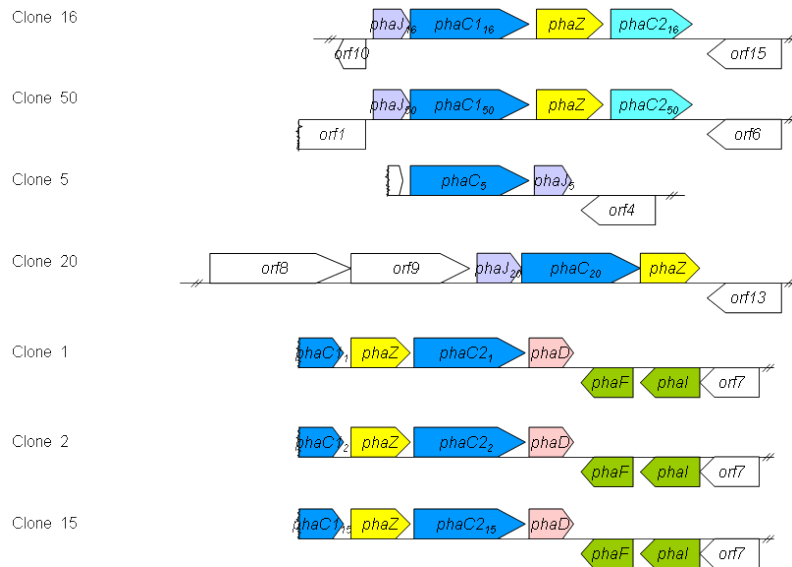 Clone 16
phaJ16 phaC116 phaZ phaC216
orf10 orf15
Clone 50
phaJ50 phaC150 phaZ phaC250
orf1 orf6
Clone 5
phaC5 phaJ5
orf4
Clone 20
orf8 orf9 phaJ20 phaC20 phaZ
orf13
Clone 1
phaC11 phaZ phaC21 phaD
phaF phaI orf7
Clone 2
phaC12 phaZ phaC22 phaD
phaF phaI orf7
Clone 15
phaC115 phaZ phaC215 phaD
phaF phaI orf7